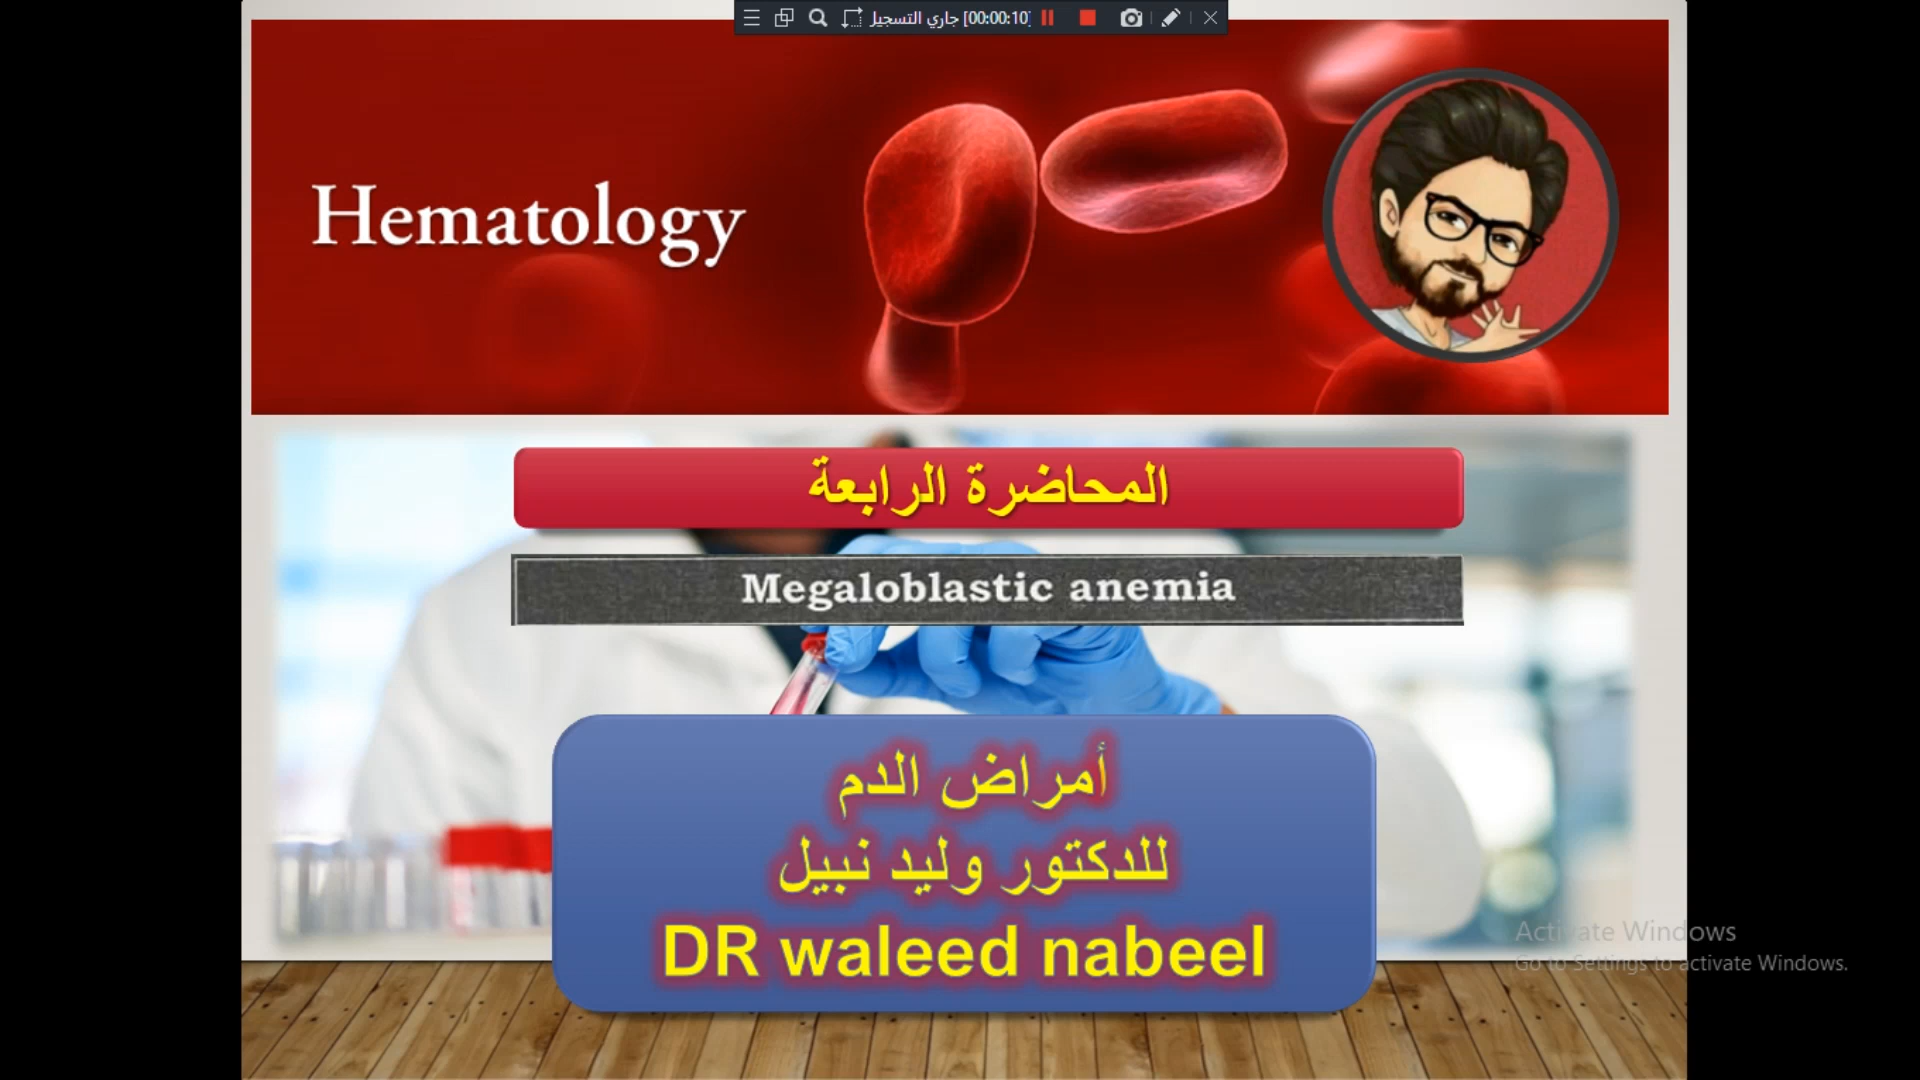 جاري التسجيل [00:00:10]
Hematology
المحاضرة الرابعة
Megaloblastic anemia
أمراض الدم
للدكتور وليد نبيل
DR waleed nabeel
Activate Windows
Go to Settings to activate Windows.